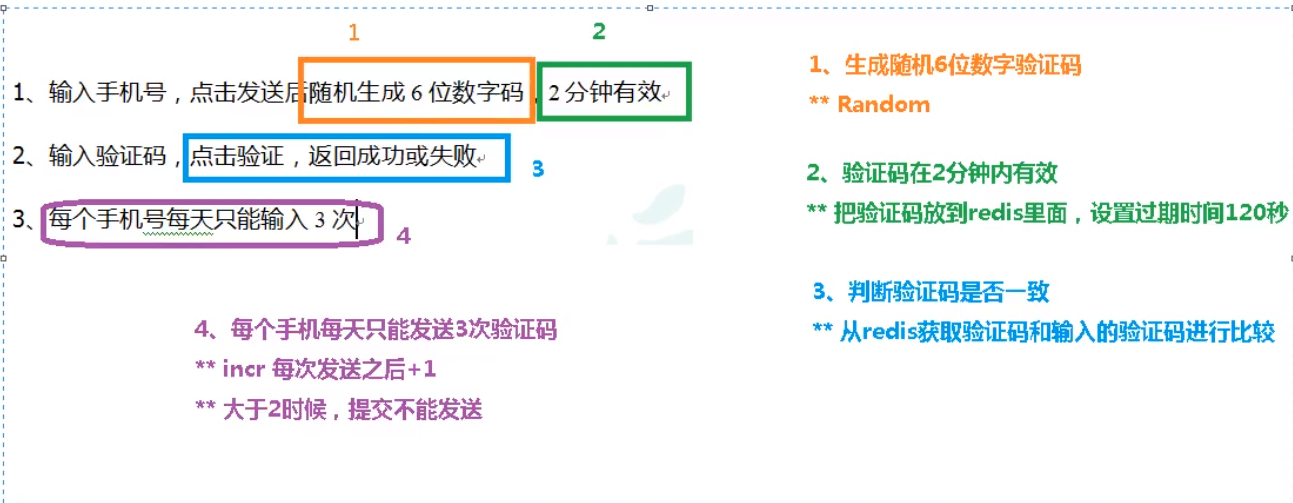 1
2
1、输入手机号，点击发送后随机生成 6 位数字码，2 分钟有效
2、输入验证码，点击验证，返回成功或失败
3
3、每个手机号每天只能输入 3 次
4
4、每个手机每天只能发送3次验证码
** incr 每次发送之后+1
** 大于2时候，提交不能发送
1、生成随机6位数字验证码
** Random
2、验证码在2分钟内有效
** 把验证码放到redis里面，设置过期时间120秒
3、判断验证码是否一致
** 从redis获取验证码和输入的验证码进行比较